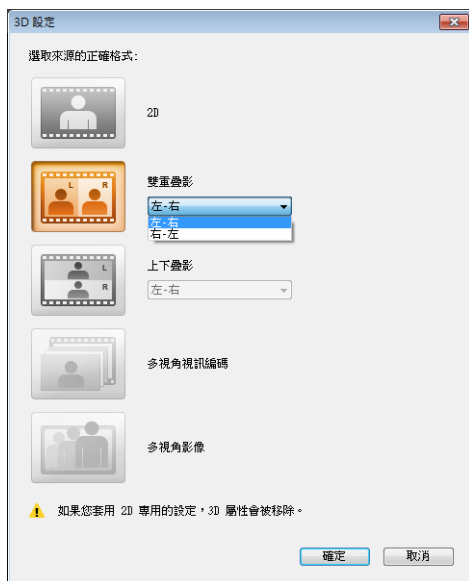 3D 設定
選取來源的正確格式:
2D
L R
雙重疊影
左-右
左-右
右-左
上下疊影
L
R
左-右
多視角視訊編碼
多視角影像
如果您套用 2D 專用的設定，3D 屬性會被移除。
確定 取消